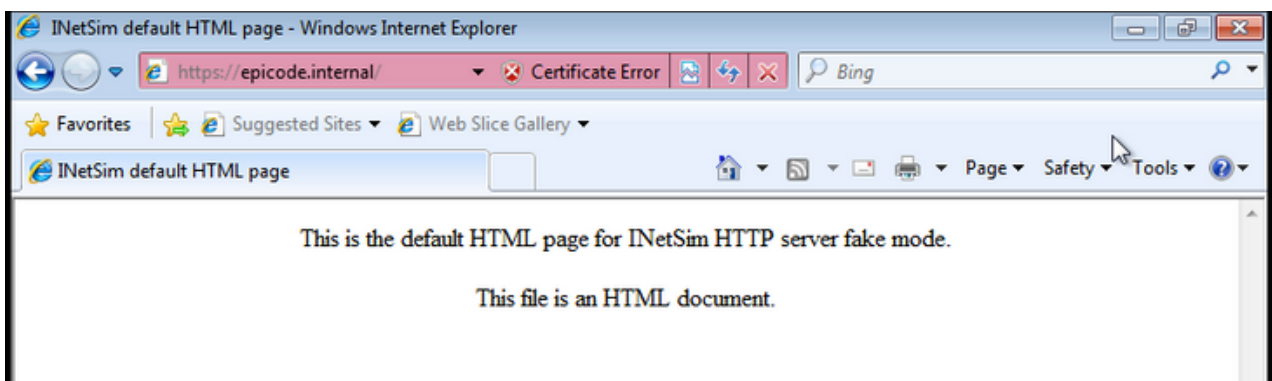 INetSim default HTML page - Windows Internet Explorer
https://epicode.internal/ Certificate Error Bing
Favorites Suggested Sites Web Slice Gallery
INetSim default HTML page Page Safety Tools
This is the default HTML page for INetSim HTTP server fake mode.
This file is an HTML document.